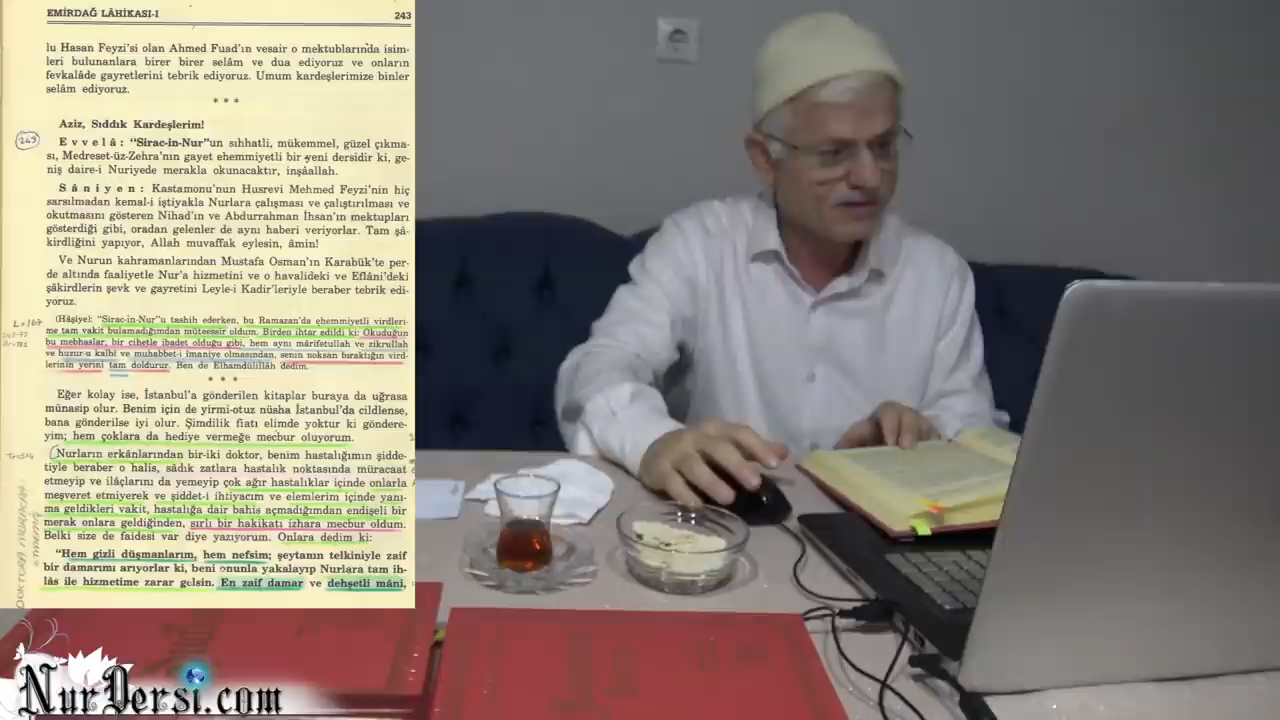 EMİRDAĞ LÂHİKASI-I 243
lu Hasan Feyzi'si olan Ahmed Fuad'ın vesair o mektublarında isim-
leri bulunanlara birer birer selâm ve dua ediyoruz ve onların
fevkalâde gayretlerini tebrik ediyoruz. Umum kardeşlerimize binler
selâm ediyoruz.
* * *
Aziz, Sıddık Kardeşlerim!
249
Evvelâ: "Sirac-in-Nur"un sıhhatli, mükemmel, güzel çıkma-
sı, Medreset-üz-Zehra'nın gayet ehemmiyetli bir yeni dersidir ki, ge-
niş daire-i Nuriyede merakla okunacaktır, inşâallah.
Sâniyen: Kastamonu'nun Husrevi Mehmed Feyzi'nin hiç
sarsılmadan kemal-i iştiyakla Nurlara çalışması ve çalıştırılması ve
okutmasını gösteren Nihad'ın ve Abdurrahman İhsan'ın mektupları
gösterdiği gibi, oradan gelenler de aynı haberi veriyorlar. Tam şâ-
kirdliğini yapıyor, Allah muvaffak eylesin, âmin!
Ve Nurun kahramanlarından Mustafa Osman'ın Karabük'te per-
de altında faaliyetle Nur'a hizmetini ve o havalideki ve Eflâni'deki
şâkirdlerin şevk ve gayretini Leyle-i Kadir'leriyle beraber tebrik edi-
yoruz.
(Hâşiye): "Sirac-in-Nur"u tashih ederken, bu Ramazan'da ehemmiyetli virdleri-
me tam vakit bulamadığımdan müteessir oldum. Birden ihtar edildi ki: Okuduğun
bu mebhaslar, bir cihetle ibadet olduğu gibi, hem aynı mârifetullah ve zikrullah
ve huzur-u kalbî ve muhabbet-i imaniye olmasından, senin noksan bıraktığın vird-
lerinin yerini tam doldurur. Ben de Elhamdülillâh dedim.
* * *
Eğer kolay ise, İstanbul'a gönderilen kitaplar buraya da uğrasa
münasip olur. Benim için de yirmi-otuz nüsha İstanbul'da cildlense,
bana gönderilse iyi olur. Şimdilik fiatı elimde yoktur ki göndere-
yim; hem çoklara da hediye vermeğe mecbur oluyorum.
Nurların erkânlarından bir-iki doktor, benim hastalığımın şidde-
tiyle beraber o halis, sâdık zatlara hastalık noktasında müracaat
etmeyip ve ilâçlarını da yemeyip çok ağır hastalıklar içinde onlarla
meşveret etmiyerek ve şiddet-i ihtiyacım ve elemlerim içinde yanı-
ma geldikleri vakit, hastalığa dair bahis açmadığımdan endişeli bir
merak onlara geldiğinden, sırlı bir hakikatı izhara mecbur oldum.
Belki size de faidesi var diye yazıyorum. Onlara dedim ki:
"Hem gizli düşmanlarım, hem nefsim; şeytanın telkiniyle zaif
bir damarımı arıyorlar ki, beni onunla yakalayıp Nurlara tam ih-
lâs ile hizmetime zarar gelsin. En zaif damar ve dehşetli mâni,
NurDersi.com